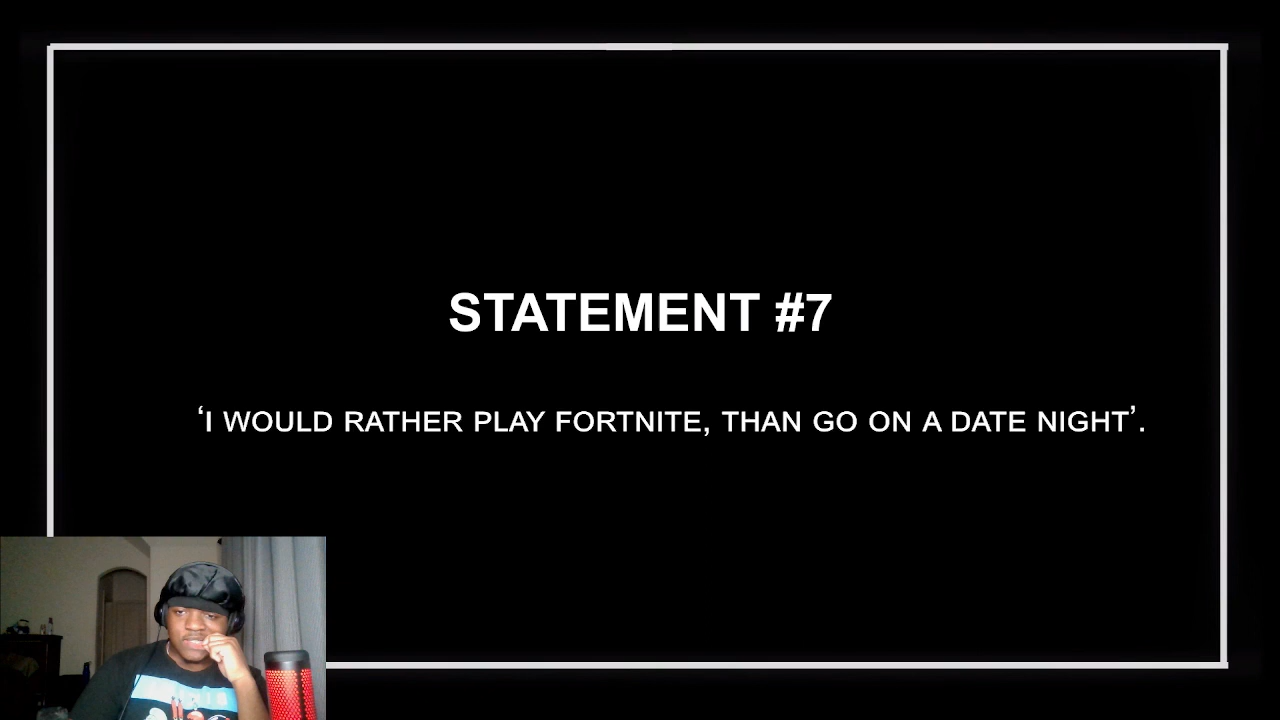 STATEMENT #7
‘I WOULD RATHER PLAY FORTNITE, THAN GO ON A DATE NIGHT’.